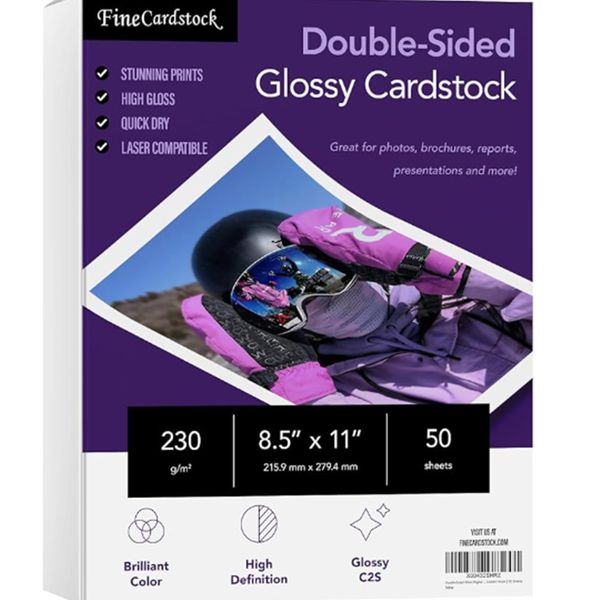 FineCardstock
Double-Sided
Glossy Cardstock
STUNNING PRINTS
HIGH GLOSS
QUICK DRY
LASER COMPATIBLE
Great for photos, brochures, reports,
presentations and more!
230
g/m²
8.5” x 11”
215.9 mm x 279.4 mm
50
sheets
Brilliant
Color
High
Definition
Glossy
C2S
VISIT US AT
FINECARDSTOCK.COM